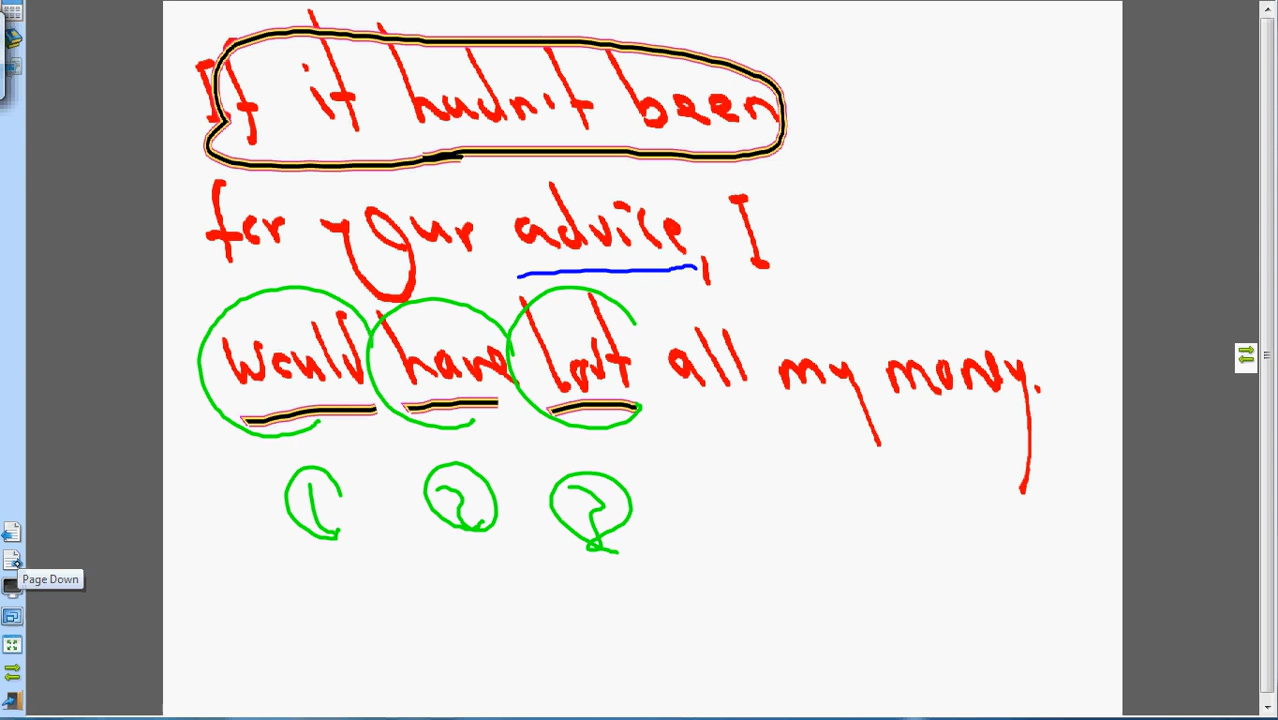 If it hadn't been
for your advice, I
would have lost all my money.
1 2 3
Page Down